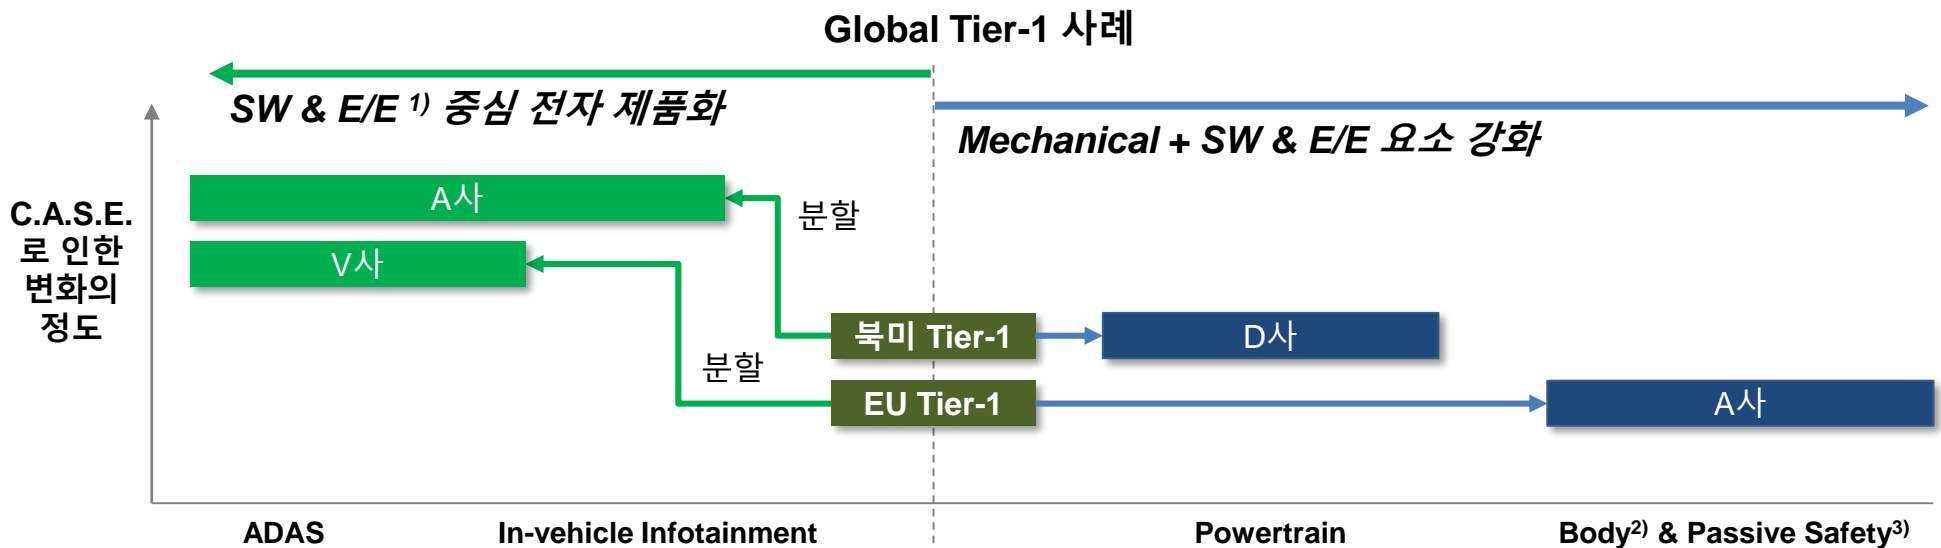 Global Tier-1 사례
SW & E/E 1) 중심 전자 제품화
Mechanical + SW & E/E 요소 강화
C.A.S.E.
로 인한
변화의
정도
A사
분할
V사
북미 Tier-1
D사
분할
EU Tier-1
A사
ADAS
In-vehicle Infotainment
Powertrain
Body2) & Passive Safety3)